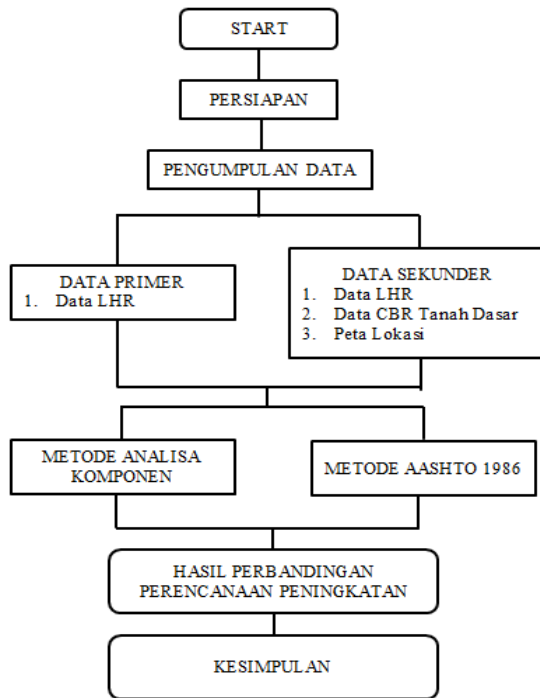 START
PERSIAPAN
PENGUMPULAN DATA
DATA PRIMER
1. Data LHR
DATA SEKUNDER
1. Data LHR
2. Data CBR Tanah Dasar
3. Peta Lokasi
METODE ANALISA
KOMPONEN
METODE AASHTO 1986
HASIL PERBANDINGAN
PERENCANAAN PENINGKATAN
KESIMPULAN